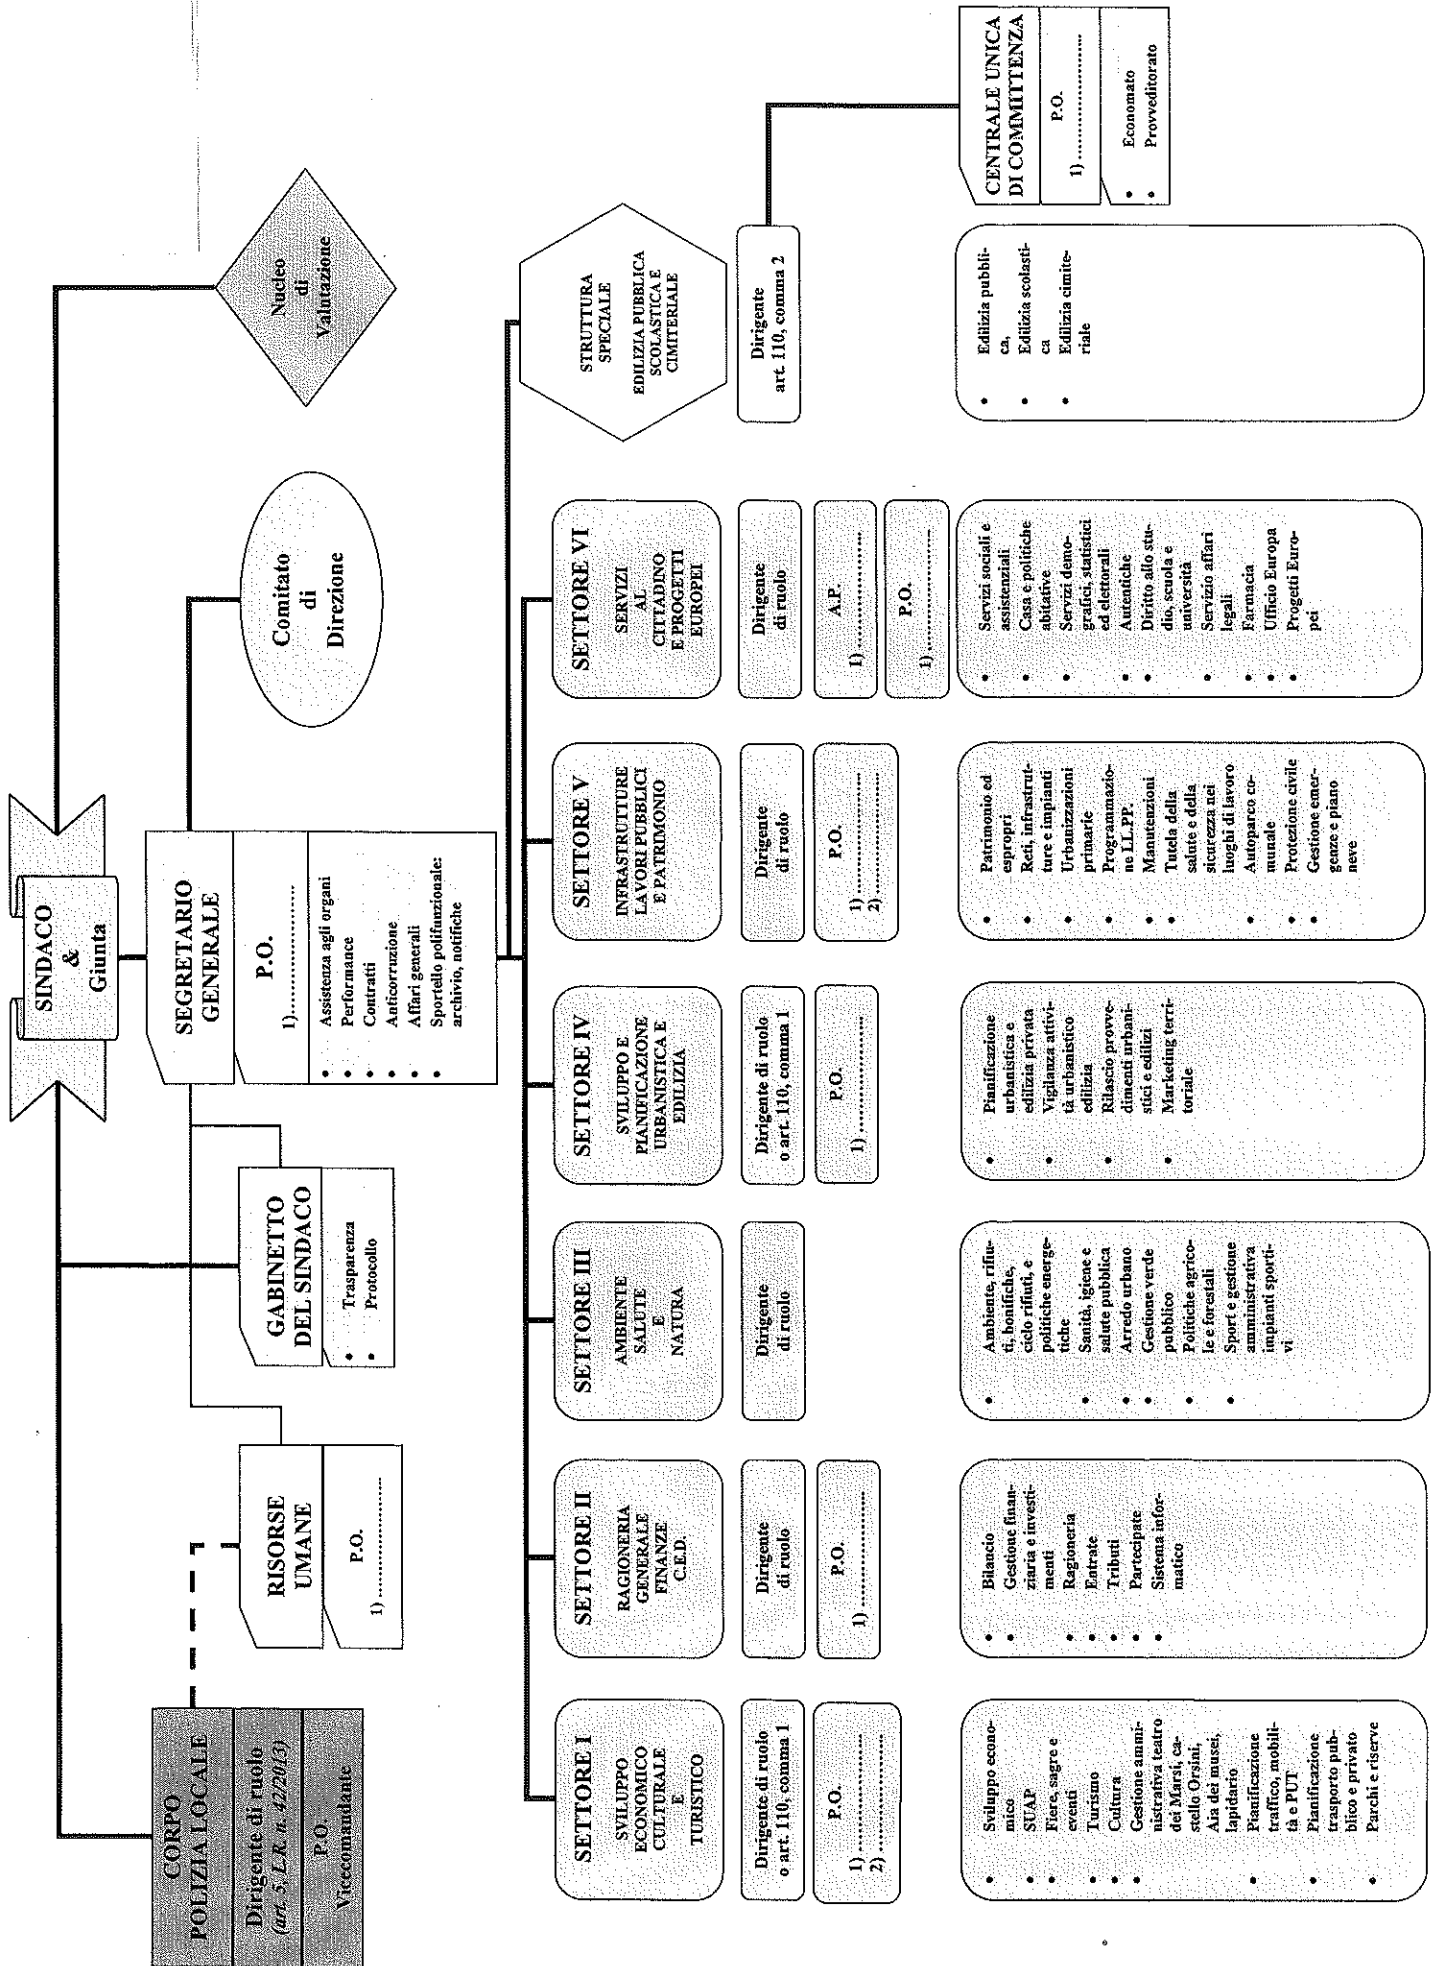 SINDACO
&
Giunta
Nucleo
di
Valutazione
Comitato
di
Direzione
SEGRETARIO
GENERALE
P.O.
1)......................
• Assistenza agli organi
• Performance
• Contratti
• Anticorruzione
• Affari generali
• Sportello polifunzionale:
archivio, notifiche
GABINETTO
DEL SINDACO
• Trasparenza
• Protocollo
RISORSE
UMANE
P.O.
1) ......................
CORPO
POLIZIA LOCALE
Dirigente di ruolo
(art. 5, L.R. n. 42/2013)
P.O.
Vicecomandante
SETTORE I
SVILUPPO
ECONOMICO
CULTURALE
E
TURISTICO
Dirigente di ruolo
o art. 110, comma 1
P.O.
1) ......................
2) ......................
• Sviluppo econo-
mico
• SUAP
• Fiere, sagre e
eventi
• Turismo
• Cultura
• Gestione ammi-
nistrativa teatro
dei Marsi, ca-
stello Orsini,
Aia dei musei,
lapidario
• Pianificazione
traffico, mobili-
tà e PUT
• Pianificazione
trasporto pub-
blico e privato
• Parchi e riserve
SETTORE II
RAGIONERIA
GENERALE
FINANZE
C.E.D.
Dirigente
di ruolo
P.O.
1) ......................
• Bilancio
• Gestione finan-
ziaria e investi-
menti
• Ragioneria
• Entrate
• Tributi
• Partecipate
• Sistema infor-
matico
SETTORE III
AMBIENTE
SALUTE
E
NATURA
Dirigente
di ruolo
• Ambiente, rifiu-
ti, bonifiche,
ciclo rifiuti, e
politiche energe-
tiche
• Sanità, igiene e
salute pubblica
• Arredo urbano
• Gestione verde
pubblico
• Politiche agrico-
le e forestali
• Sport e gestione
amministrativa
impianti sporti-
vi
SETTORE IV
SVILUPPO E
PIANIFICAZIONE
URBANISTICA E
EDILIZIA
Dirigente di ruolo
o art. 110, comma 1
P.O.
1) ......................
• Pianificazione
urbanistica e
edilizia privata
• Vigilanza attivi-
tà urbanistico
edilizia
• Rilascio provve-
dimenti urbani-
stici e edilizi
• Marketing terri-
toriale
SETTORE V
INFRASTRUTTURE
LAVORI PUBBLICI
E PATRIMONIO
Dirigente
di ruolo
P.O.
1)......................
2)......................
• Patrimonio ed
espropri
• Reti, infrastrut-
ture e impianti
• Urbanizzazioni
primarie
• Programmazio-
ne LL.PP.
• Manutenzioni
• Tutela della
salute e della
sicurezza nei
luoghi di lavoro
• Autoparco co-
munale
• Protezione civile
• Gestione emer-
genze e piano
neve
SETTORE VI
SERVIZI
AL
CITTADINO
E PROGETTI
EUROPEI
Dirigente
di ruolo
A.P.
1) ......................
P.O.
1) ......................
• Servizi sociali e
assistenziali
• Casa e politiche
abitative
• Servizi demo-
grafici, statistici
ed elettorali
• Autentiche
• Diritto allo stu-
dio, scuola e
università
• Servizio affari
legali
• Farmacia
• Ufficio Europa
• Progetti Euro-
pei
STRUTTURA
SPECIALE
EDILIZIA PUBBLICA
SCOLASTICA E
CIMITERIALE
Dirigente
art. 110, comma 2
• Edilizia pubbli-
ca,
• Edilizia scolasti-
ca
• Edilizia cimite-
riale
CENTRALE UNICA
DI COMMITTENZA
P.O.
1) ......................
• Economato
• Provveditorato